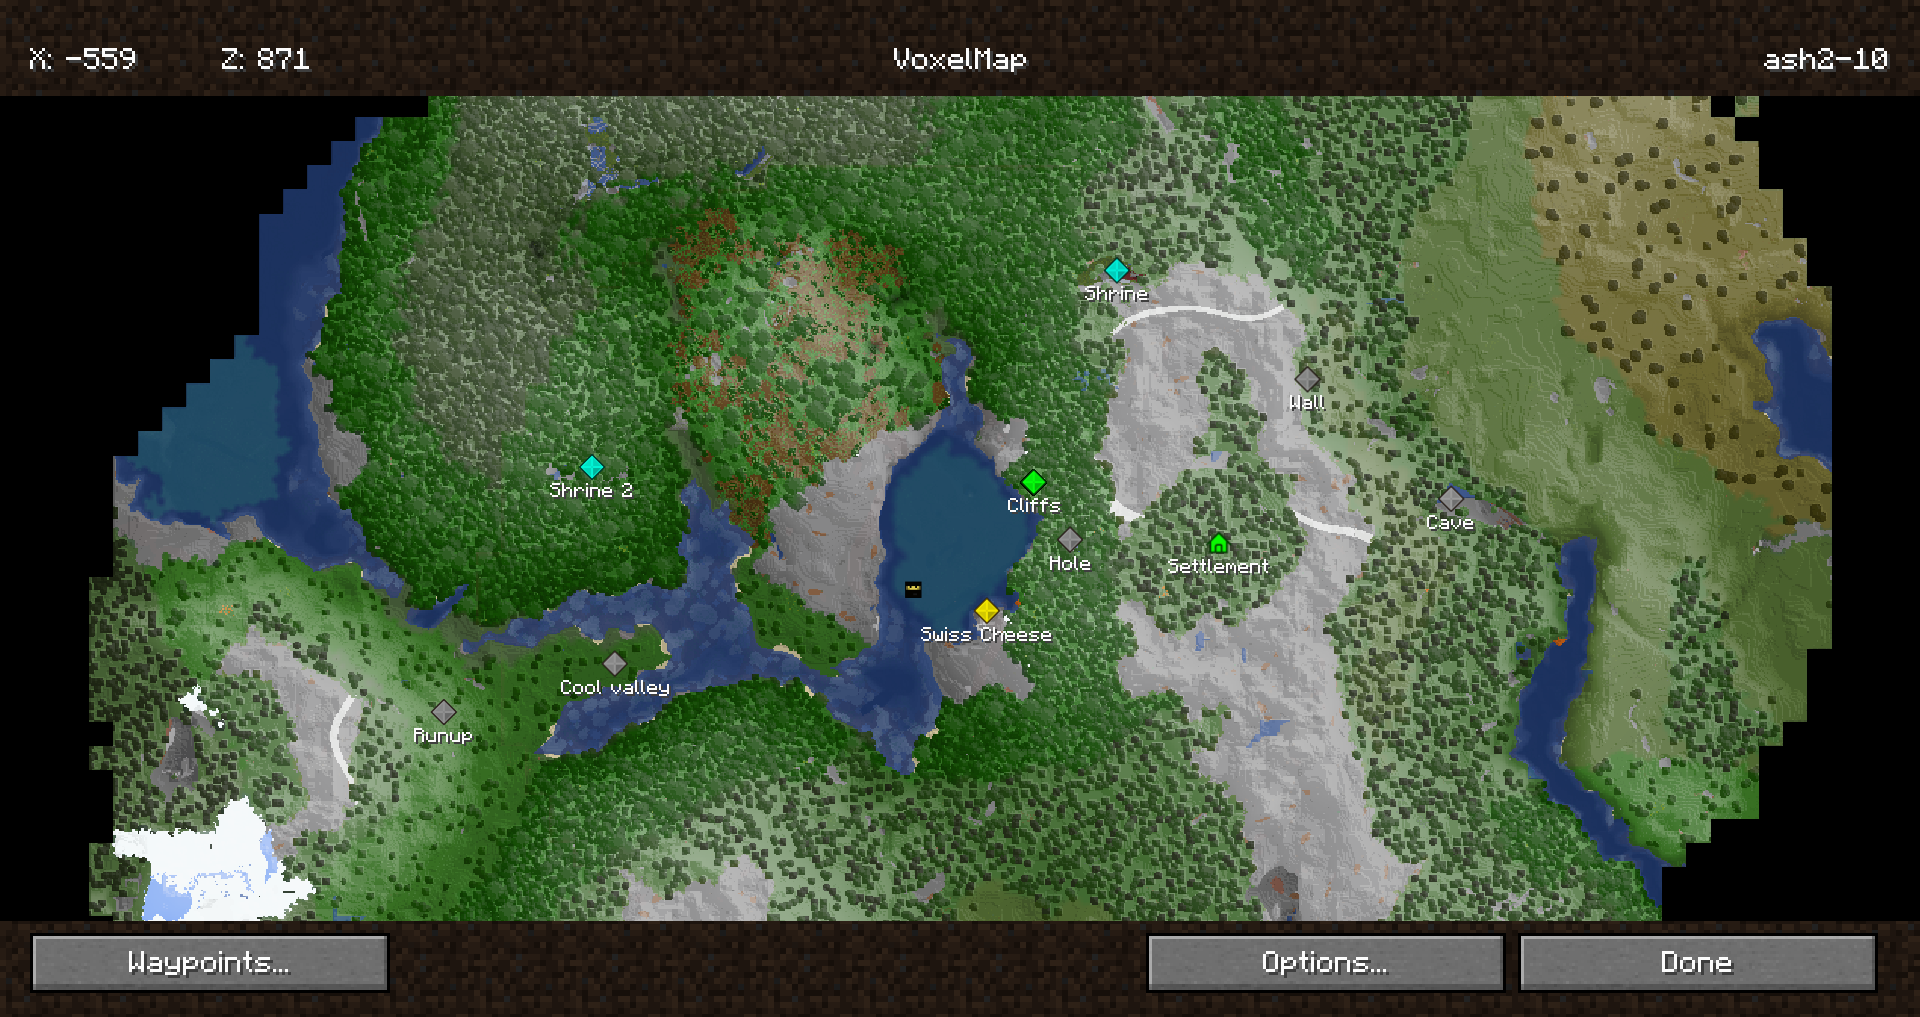 X: -559 Z: 871 VoxelMap ash2-10
Shrine
Wall
Shrine 2
Cliffs
Cave
Hole
Settlement
Swiss Cheese
Cool valley
Runup
Waypoints... Options... Done